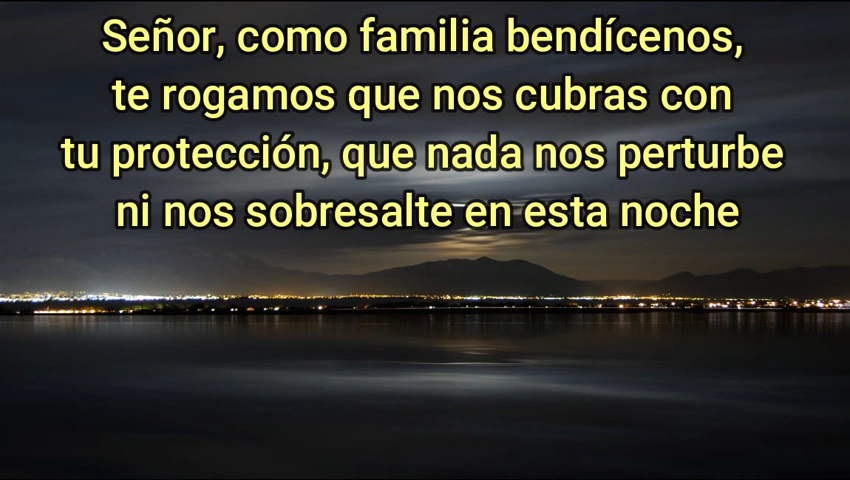 Señor, como familia bendícenos,
te rogamos que nos cubras con
tu protección, que nada nos perturbe
ni nos sobresalte en esta noche